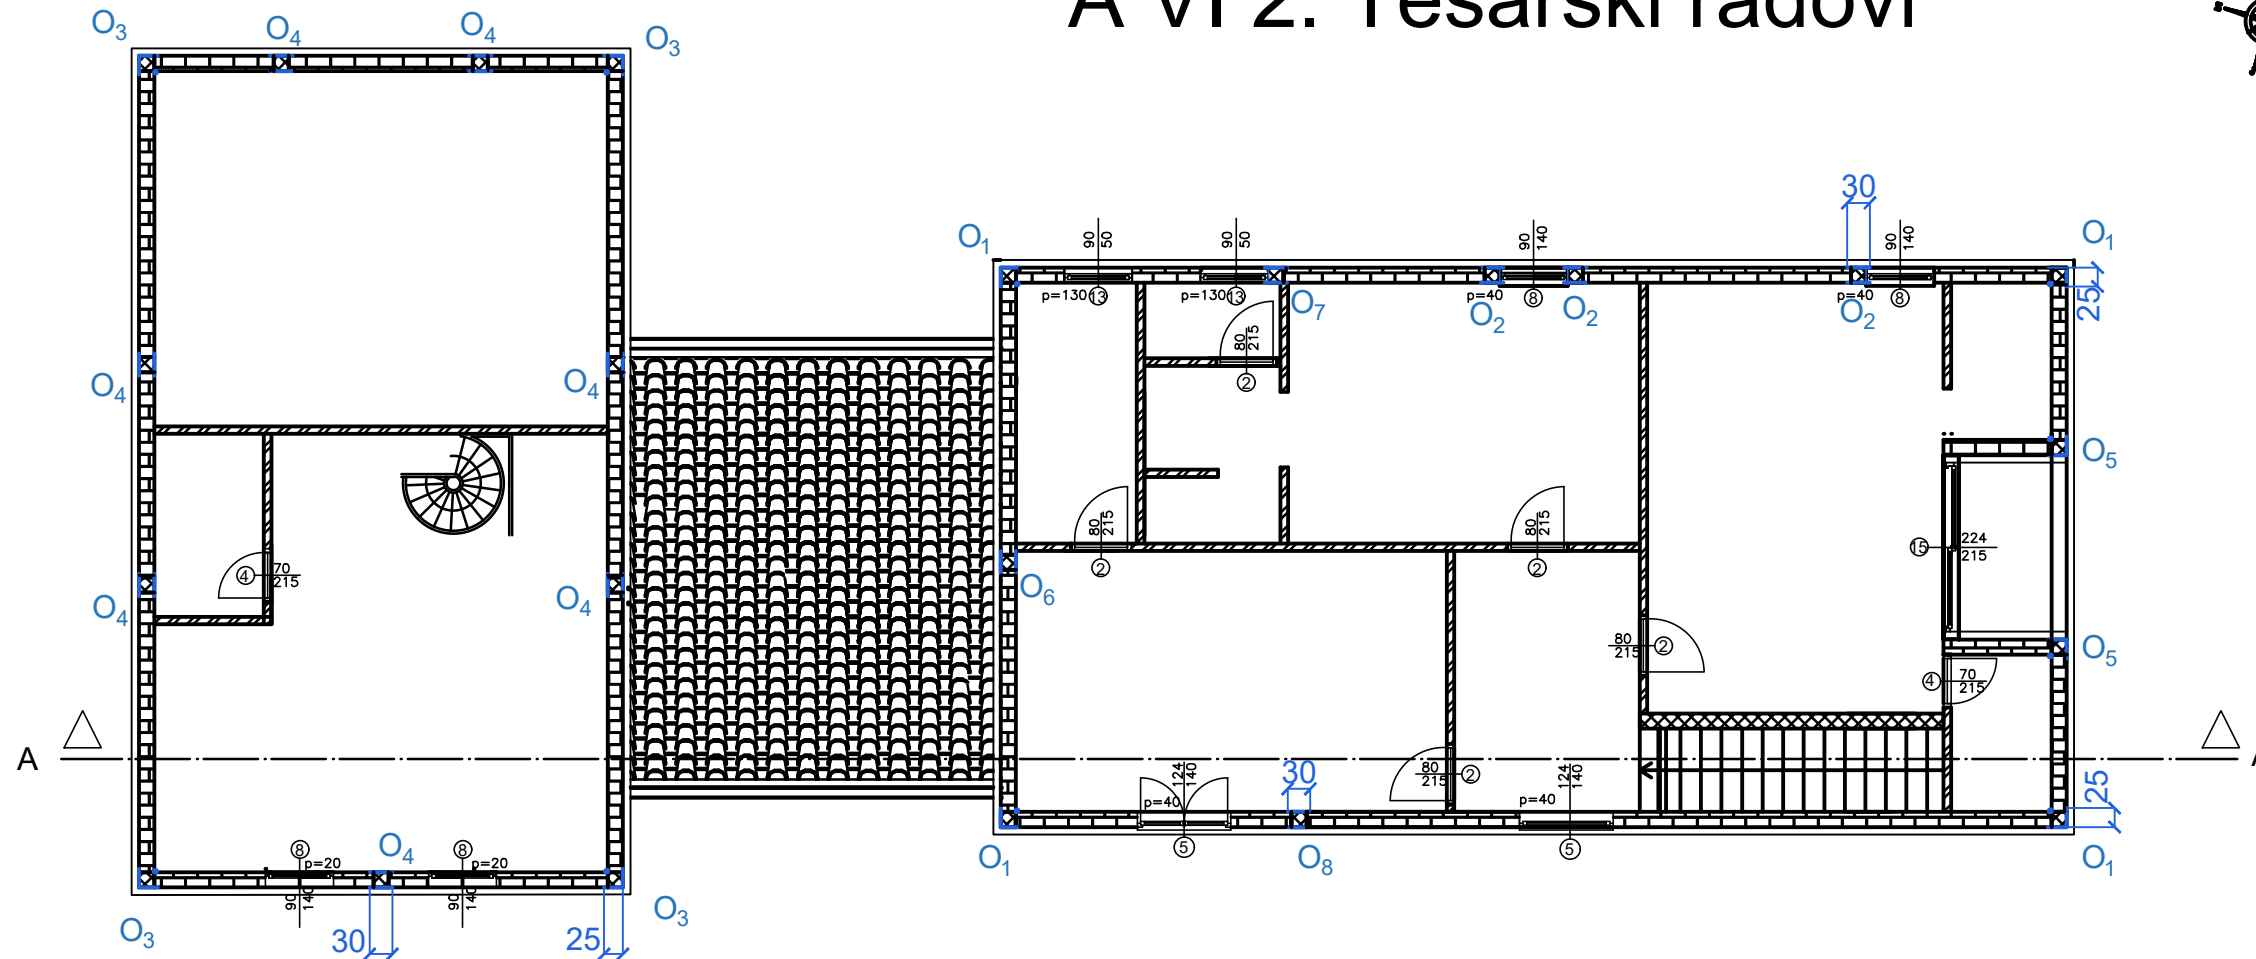 A VI 2. Tesarski radovi
O3
O4
O4
O3
30
O1
90
50
90
50
90
140
90
140
O1
p=130
13
p=130
13
O7
p=40
8
O2
O2
p=40
8
O2
25
80
215
2
O4
O4
O5
80
215
2
80
215
2
15
224
215
4
70
215
O4
O4
O6
80
215
2
O5
4
70
215
A
124
140
p=40
30
80
215
2
124
140
p=40
25
5
5
O1
O8
O1
8
p=20
90
140
O4
8
p=20
90
140
O3
30
25
O3